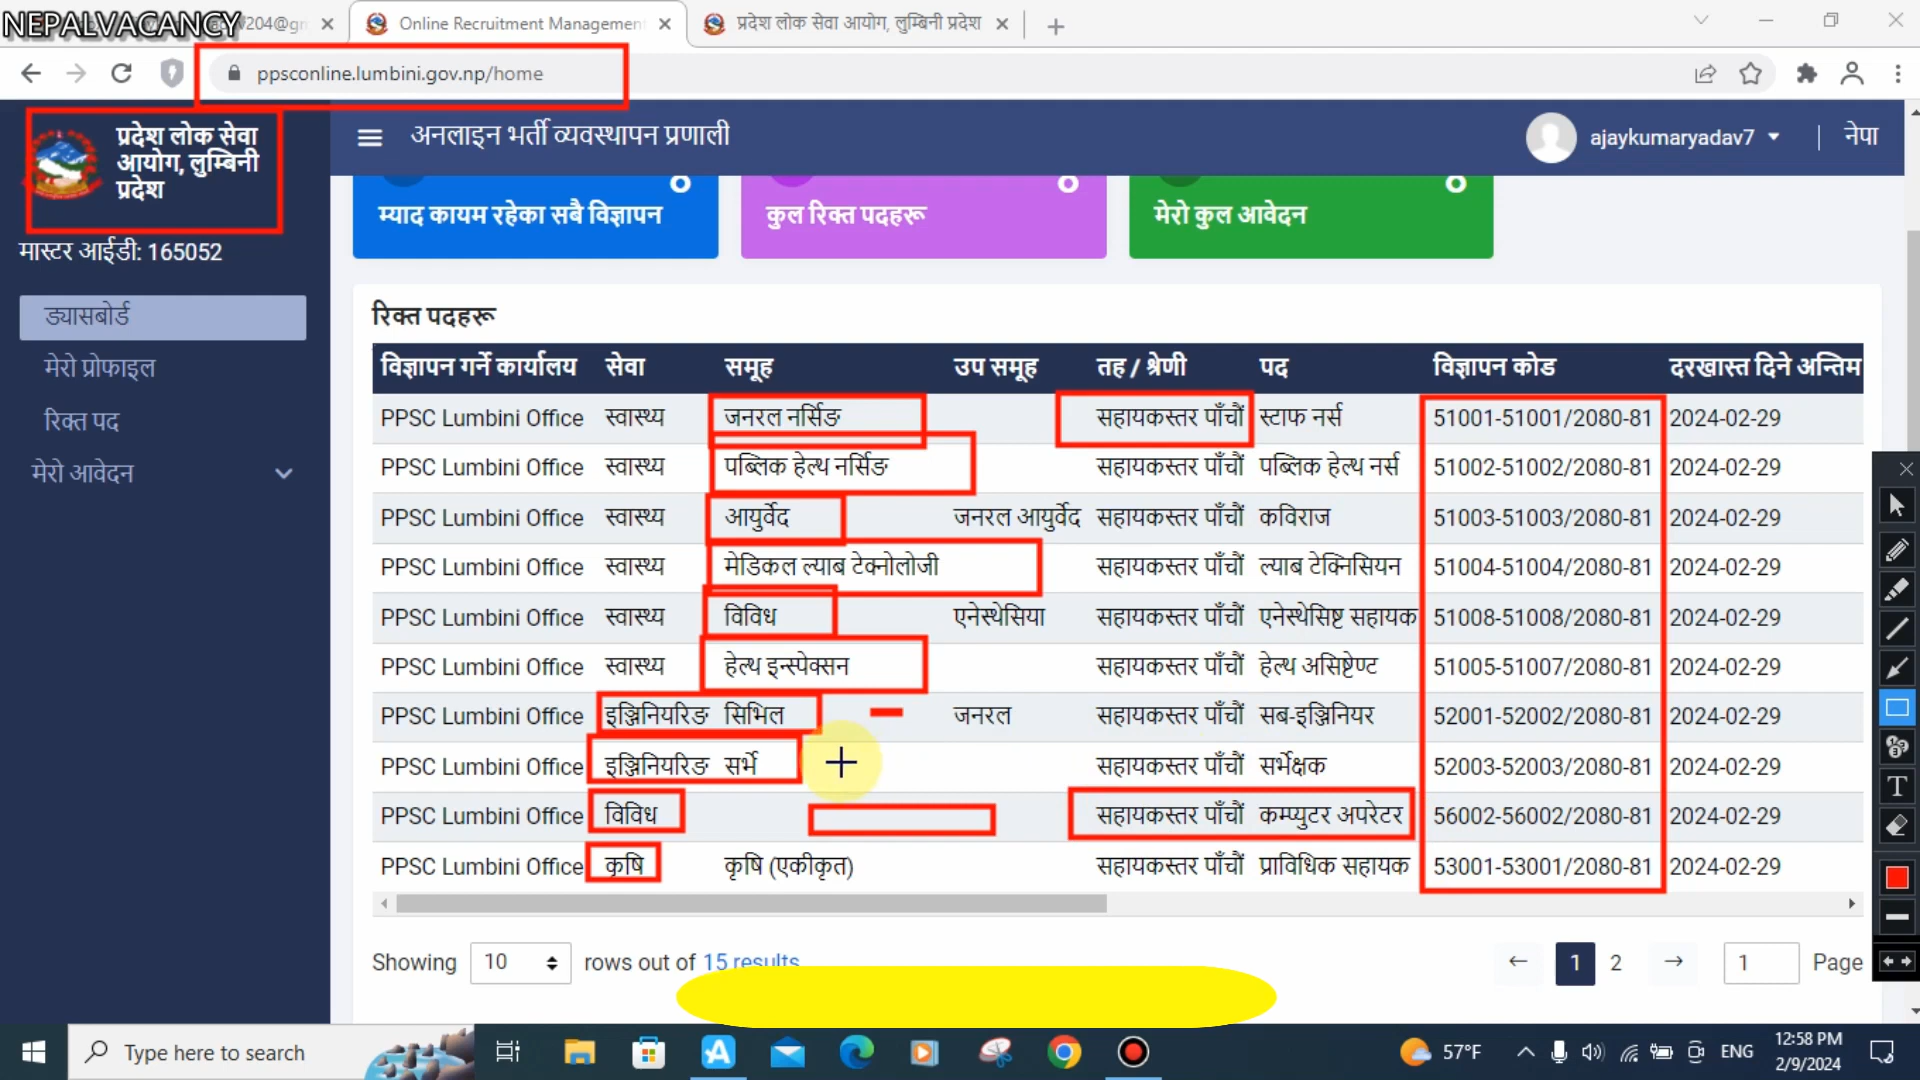 NEPALVACANCY
204@gm
Online Recruitment Managemen
प्रदेश लोक सेवा आयोग, लुम्बिनी प्रदेश
ppsconline.lumbini.gov.np/home
प्रदेश लोक सेवा
आयोग, लुम्बिनी
प्रदेश
अनलाइन भर्ती व्यवस्थापन प्रणाली
ajaykumaryadav7
नेपा
मास्टर आईडी: 165052
ड्यासबोर्ड
मेरो प्रोफाइल
रिक्त पद
मेरो आवेदन
म्याद कायम रहेका सबै विज्ञापन
कुल रिक्त पदहरू
मेरो कुल आवेदन
रिक्त पदहरू
विज्ञापन गर्ने कार्यालय सेवा समूह उप समूह तह / श्रेणी पद विज्ञापन कोड दरखास्त दिने अन्तिम
PPSC Lumbini Office स्वास्थ्य जनरल नर्सिङ सहायकस्तर पाँचौं स्टाफ नर्स 51001-51001/2080-81 2024-02-29
PPSC Lumbini Office स्वास्थ्य पब्लिक हेल्थ नर्सिङ सहायकस्तर पाँचौं पब्लिक हेल्थ नर्स 51002-51002/2080-81 2024-02-29
PPSC Lumbini Office स्वास्थ्य आयुर्वेद जनरल आयुर्वेद सहायकस्तर पाँचौं कविराज 51003-51003/2080-81 2024-02-29
PPSC Lumbini Office स्वास्थ्य मेडिकल ल्याब टेक्नोलोजी सहायकस्तर पाँचौं ल्याब टेक्निसियन 51004-51004/2080-81 2024-02-29
PPSC Lumbini Office स्वास्थ्य विविध एनेस्थेसिया सहायकस्तर पाँचौं एनेस्थेसिष्ट सहायक 51008-51008/2080-81 2024-02-29
PPSC Lumbini Office स्वास्थ्य हेल्थ इन्स्पेक्सन सहायकस्तर पाँचौं हेल्थ असिष्टेण्ट 51005-51007/2080-81 2024-02-29
PPSC Lumbini Office इञ्जिनियरिङ सिभिल जनरल सहायकस्तर पाँचौं सब-इञ्जिनियर 52001-52002/2080-81 2024-02-29
PPSC Lumbini Office इञ्जिनियरिङ सर्भे सहायकस्तर पाँचौं सर्भेक्षक 52003-52003/2080-81 2024-02-29
PPSC Lumbini Office विविध सहायकस्तर पाँचौं कम्प्युटर अपरेटर 56002-56002/2080-81 2024-02-29
PPSC Lumbini Office कृषि कृषि (एकीकृत) सहायकस्तर पाँचौं प्राविधिक सहायक 53001-53001/2080-81 2024-02-29
Showing 10 rows out of 15 results
← 1 2 → 1 Page
Type here to search
57°F
ENG
12:58 PM
2/9/2024